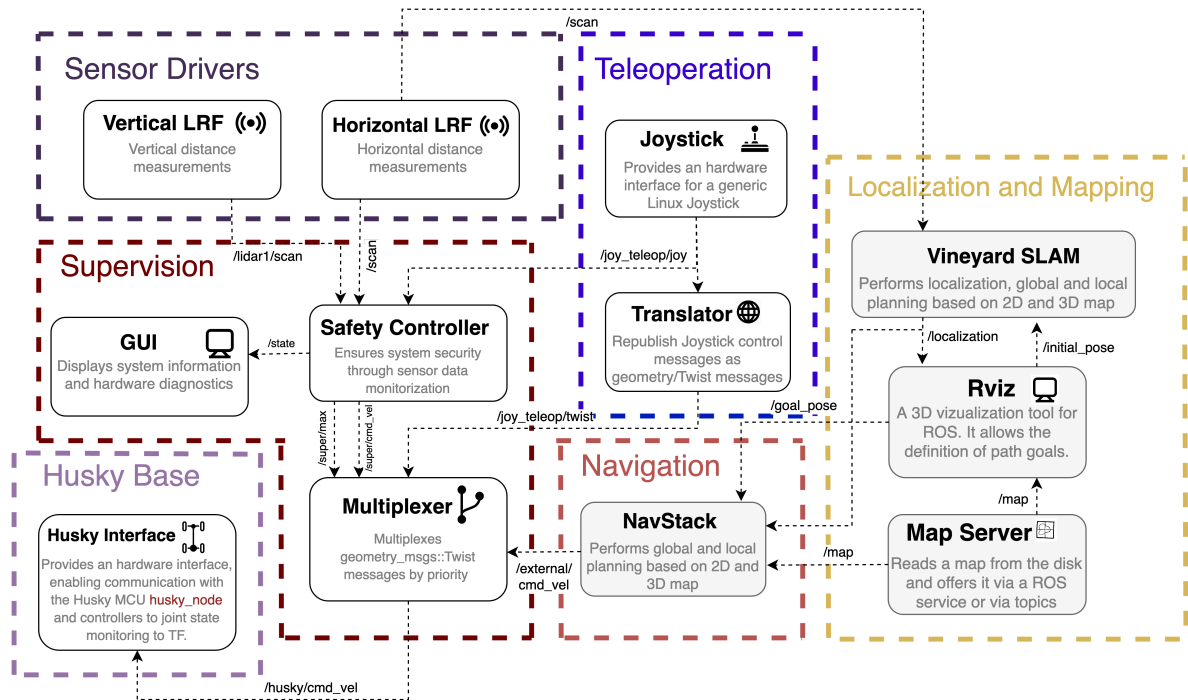 /scan
Sensor Drivers
Vertical LRF
Vertical distance
measurements
Horizontal LRF
Horizontal distance
measurements
Teleoperation
Joystick
Provides an hardware
interface for a generic
Linux Joystick
/joy_teleop/joy
Translator
Republish Joystick control
messages as
geometry/Twist messages
/joy_teleop/twist
Localization and Mapping
Vineyard SLAM
Performs localization, global and local
planning based on 2D and 3D map
/localization
/initial_pose
Rviz
A 3D vizualization tool for
ROS. It allows the
definition of path goals.
/goal_pose
/map
Map Server
Reads a map from the disk
and offers it via a ROS
service or via topics
/map
Supervision
/lidar1/scan
/scan
GUI
Displays system information
and hardware diagnostics
/state
Safety Controller
Ensures system security
through sensor data
monitorization
/super/max
/super/cmd_vel
Multiplexer
Multiplexes
geometry_msgs::Twist
messages by priority
Navigation
NavStack
Performs global and local
planning based on 2D and
3D map
/external/
cmd_vel
Husky Base
Husky Interface
Provides an hardware interface,
enabling communication with
the Husky MCU husky_node
and controllers to joint state
monitoring to TF.
/husky/cmd_vel